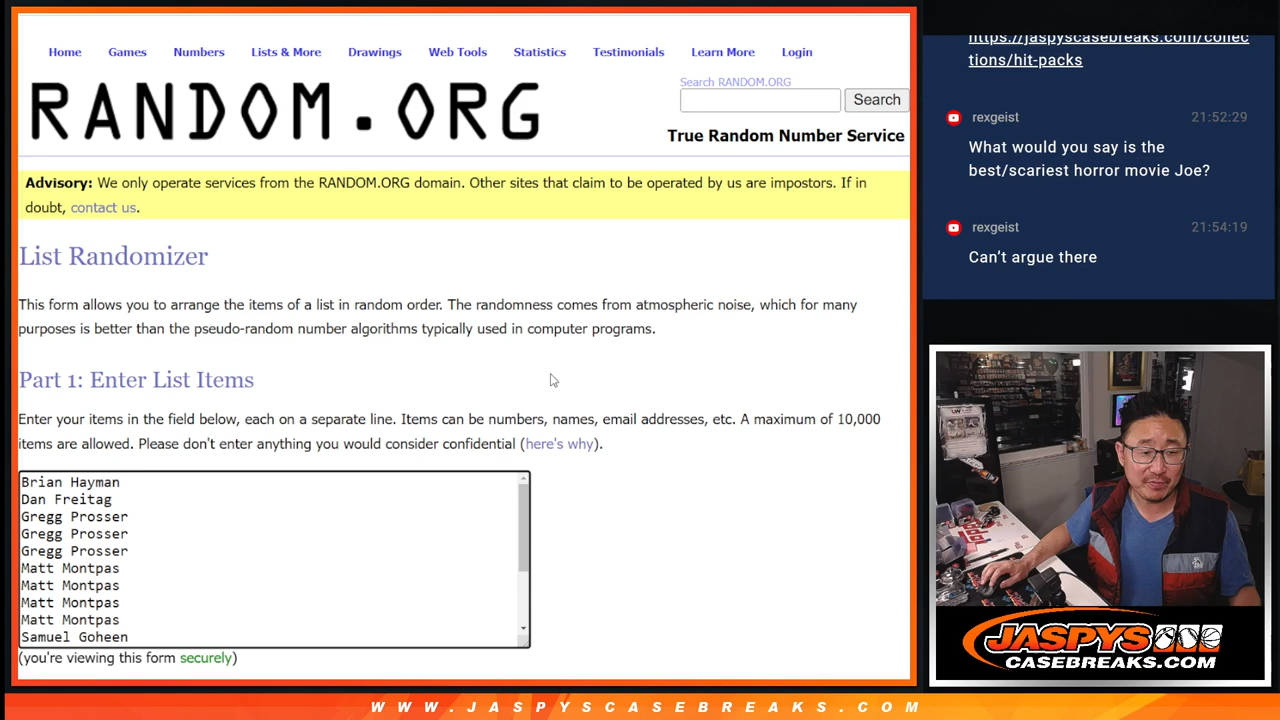 Home Games Numbers Lists & More Drawings Web Tools Statistics Testimonials Learn More Login
RANDOM.ORG
Search RANDOM.ORG
Search
True Random Number Service
Advisory: We only operate services from the RANDOM.ORG domain. Other sites that claim to be operated by us are impostors. If in
doubt, contact us.
List Randomizer
This form allows you to arrange the items of a list in random order. The randomness comes from atmospheric noise, which for many
purposes is better than the pseudo-random number algorithms typically used in computer programs.
Part 1: Enter List Items
Enter your items in the field below, each on a separate line. Items can be numbers, names, email addresses, etc. A maximum of 10,000
items are allowed. Please don't enter anything you would consider confidential (here's why).
Brian Hayman
Dan Freitag
Gregg Prosser
Gregg Prosser
Gregg Prosser
Matt Montpas
Matt Montpas
Matt Montpas
Matt Montpas
Samuel Goheen
(you're viewing this form securely)
https://jaspyscasebreaks.com/collec
tions/hit-packs
rexgeist 21:52:29
What would you say is the
best/scariest horror movie Joe?
rexgeist 21:54:19
Can't argue there
JASPYS
CASEBREAKS.COM
WWW.JASPYSCASEBREAKS.COM